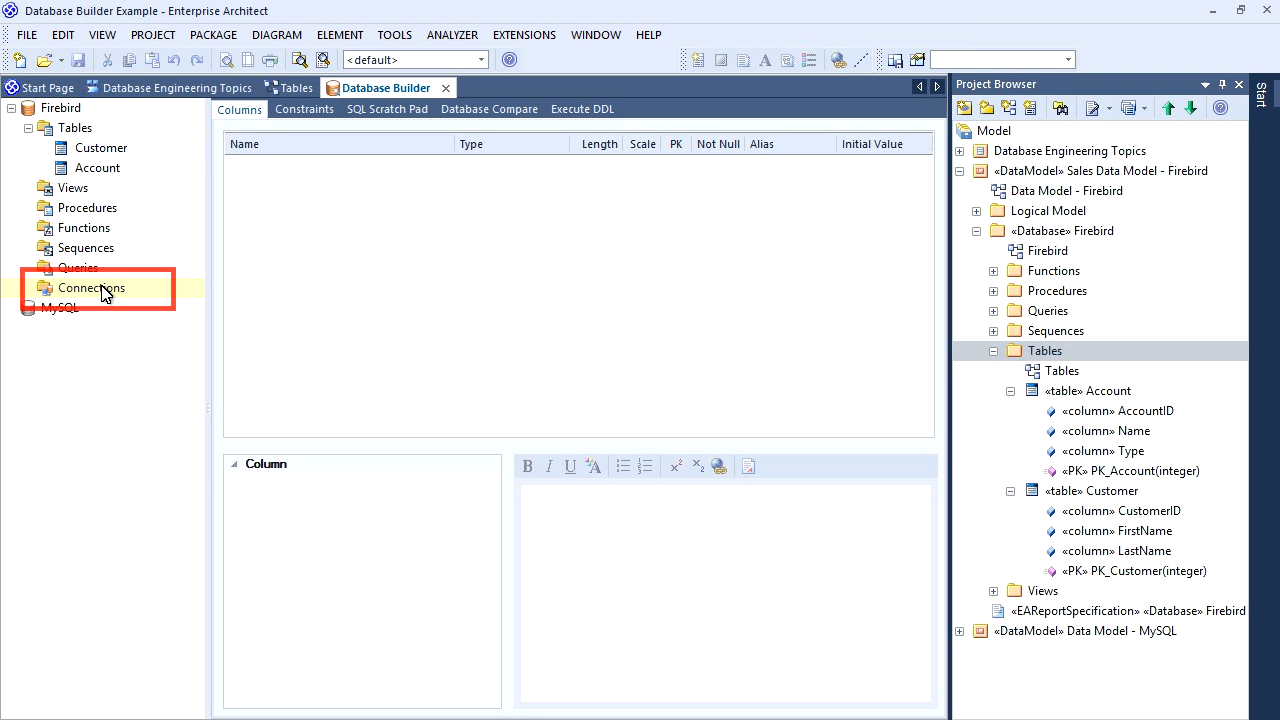 Database Builder Example - Enterprise Architect
FILE EDIT VIEW PROJECT PACKAGE DIAGRAM ELEMENT TOOLS ANALYZER EXTENSIONS WINDOW HELP
<default>
Start Page Database Engineering Topics Tables Database Builder
Firebird
Tables
Customer
Account
Views
Procedures
Functions
Sequences
Queries
Connections
MySQL
Columns Constraints SQL Scratch Pad Database Compare Execute DDL
Name Type Length Scale PK Not Null Alias Initial Value
Column
B I U A x² x₂
Project Browser
Model
Database Engineering Topics
«DataModel» Sales Data Model - Firebird
Data Model - Firebird
Logical Model
«Database» Firebird
Firebird
Functions
Procedures
Queries
Sequences
Tables
Tables
«table» Account
«column» AccountID
«column» Name
«column» Type
«PK» PK_Account(integer)
«table» Customer
«column» CustomerID
«column» FirstName
«column» LastName
«PK» PK_Customer(integer)
Views
«EAReportSpecification» «Database» Firebird
«DataModel» Data Model - MySQL
Start